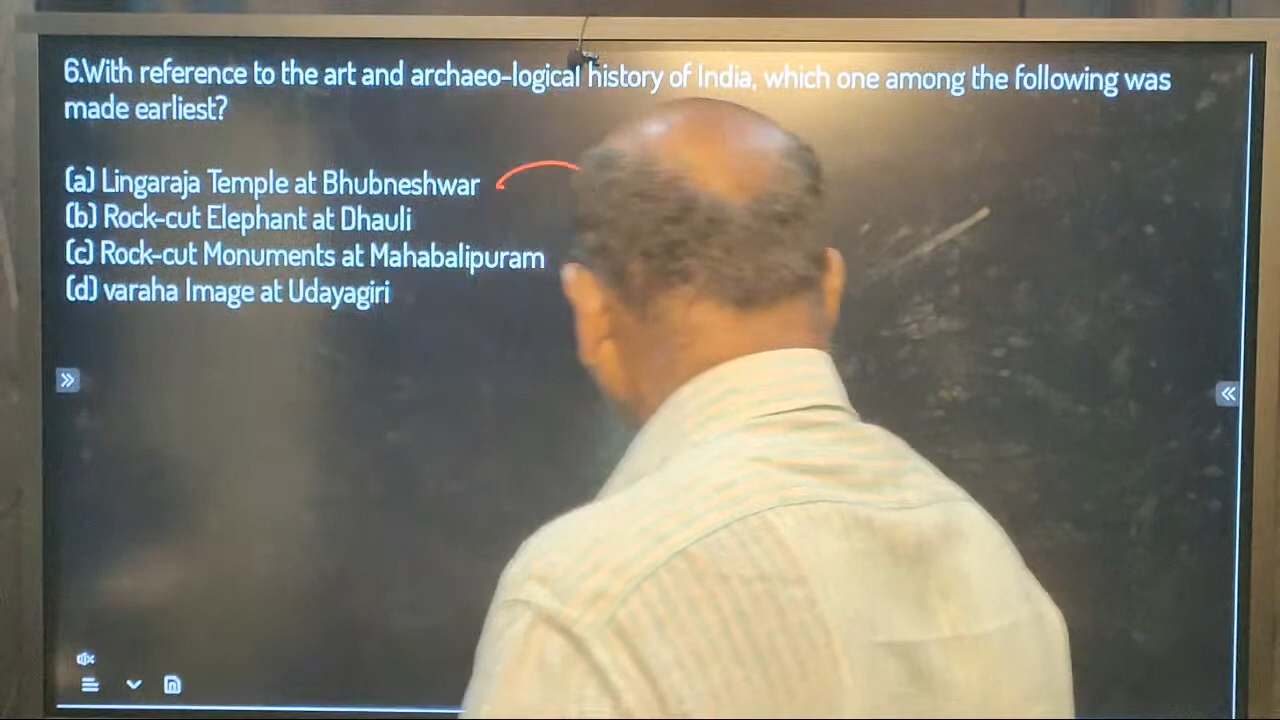 6.With reference to the art and archaeo-logical history of India, which one among the following was
made earliest?
(a) Lingaraja Temple at Bhubneshwar
(b) Rock-cut Elephant at Dhauli
(c) Rock-cut Monuments at Mahabalipuram
(d) varaha Image at Udayagiri